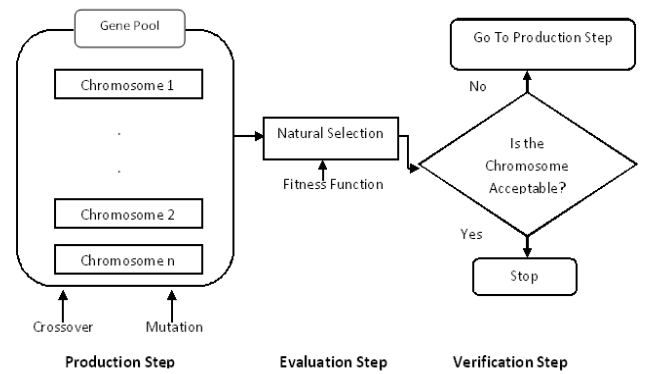 Gene Pool
Chromosome 1
.
.
Chromosome 2
Chromosome n
Crossover
Mutation
Production Step
Natural Selection
Fitness Function
Evaluation Step
Go To Production Step
No
Is the
Chromosome
Acceptable?
Yes
Stop
Verification Step